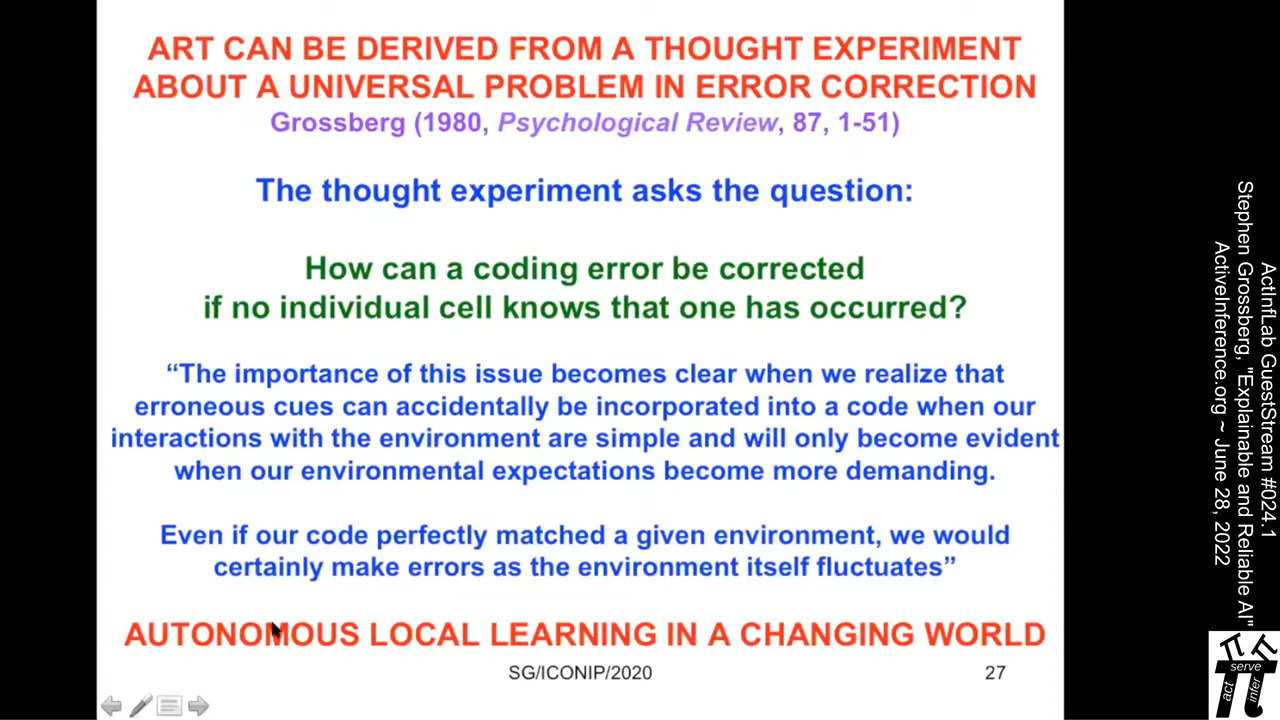 ART CAN BE DERIVED FROM A THOUGHT EXPERIMENT
ABOUT A UNIVERSAL PROBLEM IN ERROR CORRECTION
Grossberg (1980, Psychological Review, 87, 1-51)
The thought experiment asks the question:
How can a coding error be corrected
if no individual cell knows that one has occurred?
“The importance of this issue becomes clear when we realize that
erroneous cues can accidentally be incorporated into a code when our
interactions with the environment are simple and will only become evident
when our environmental expectations become more demanding.
Even if our code perfectly matched a given environment, we would
certainly make errors as the environment itself fluctuates”
AUTONOMOUS LOCAL LEARNING IN A CHANGING WORLD
SG/ICONIP/2020
27
ActInfLab GuestStream #024.1
Stephen Grossberg, "Explainable and Reliable AI"
ActiveInference.org ~ June 28, 2022
serve
act
infer